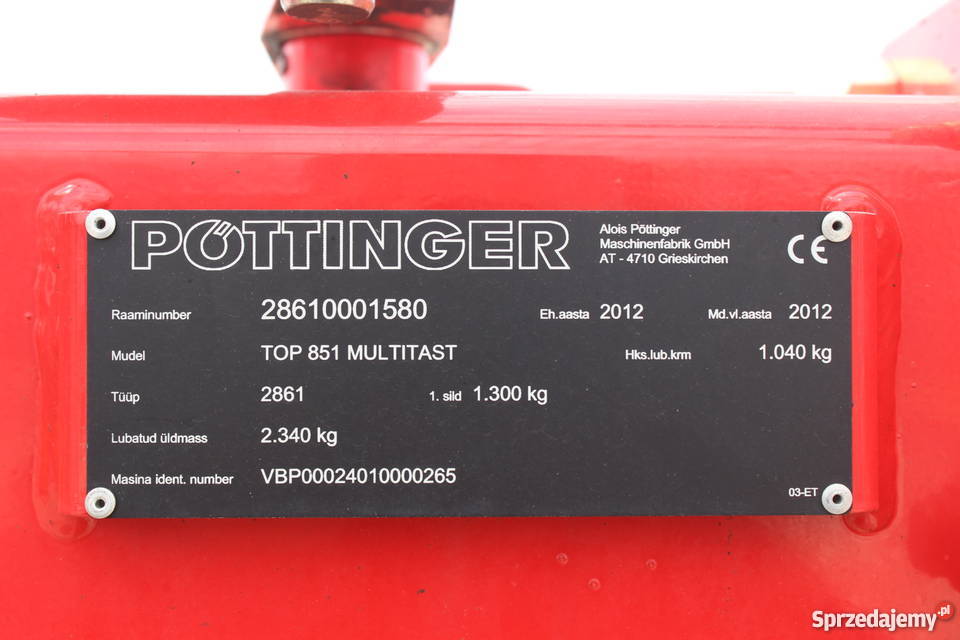 PÖTTINGER
Alois Pöttinger
Maschinenfabrik GmbH
AT - 4710 Grieskirchen
CE
Raaminumber 28610001580 Eh.aasta 2012 Md.vl.aasta 2012
Mudel TOP 851 MULTITAST Hks.lub.krm 1.040 kg
Tüüp 2861 1. sild 1.300 kg
Lubatud üldmass 2.340 kg
Masina ident. number VBP00024010000265
03-ET
Sprzedajemy.pl